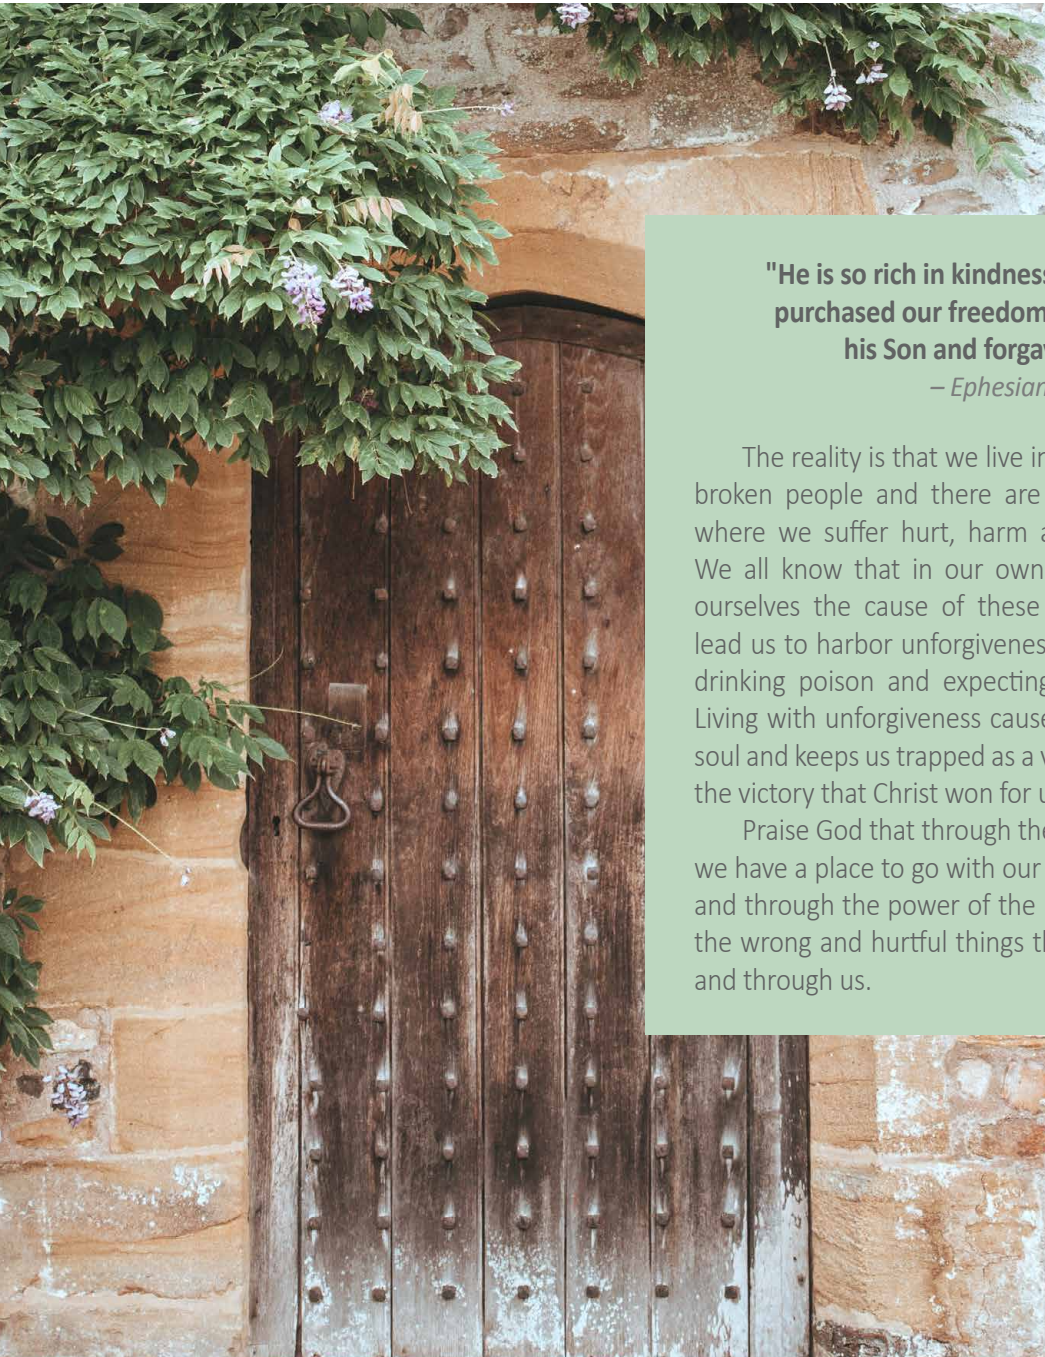 "He is so rich in kindness
purchased our freedom
his Son and forga
– Ephesian
The reality is that we live in
broken people and there are
where we suffer hurt, harm a
We all know that in our own
ourselves the cause of these
lead us to harbor unforgivenes
drinking poison and expecting
Living with unforgiveness cause
soul and keeps us trapped as a v
the victory that Christ won for u
Praise God that through the
we have a place to go with our
and through the power of the
the wrong and hurtful things th
and through us.